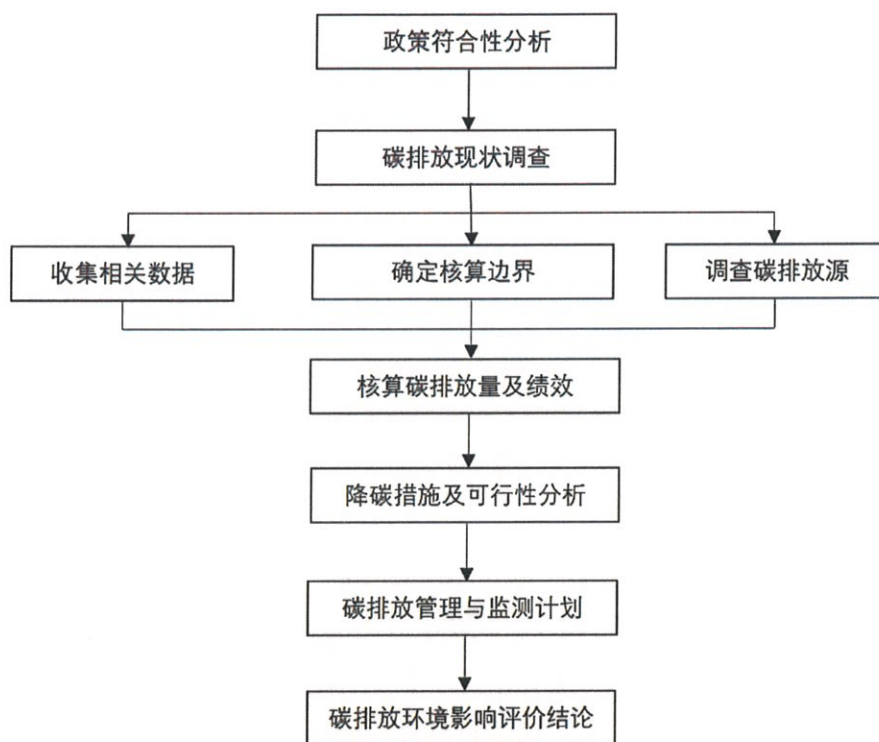 政策符合性分析
碳排放现状调查
收集相关数据
确定核算边界
调查碳排放源
核算碳排放量及绩效
降碳措施及可行性分析
碳排放管理与监测计划
碳排放环境影响评价结论